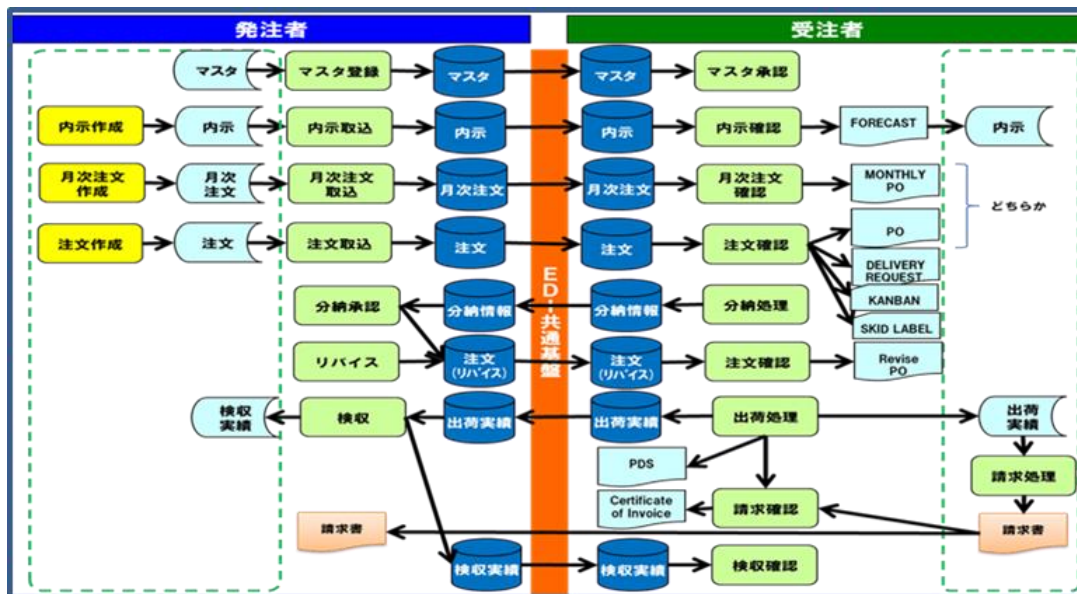 発注者
受注者
マスタ
マスタ登録
マスタ
マスタ
マスタ承認
内示作成
内示
内示取込
内示
内示
内示確認
FORECAST
内示
月次注文
作成
月次
注文
月次注文
取込
月次注文
月次注文
月次注文
確認
MONTHLY
PO
どちらか
注文作成
注文
注文取込
注文
注文
注文確認
PO
DELIVERY
REQUEST
KANBAN
SKID LABEL
EDI共通基盤
分納承認
分納情報
分納情報
分納処理
リバイス
注文
(リバイス)
注文
(リバイス)
注文確認
Revise
PO
検収
実績
検収
出荷実績
出荷実績
出荷処理
出荷
実績
PDS
請求処理
Certificate
of Invoice
請求確認
請求書
請求書
検収実績
検収実績
検収確認